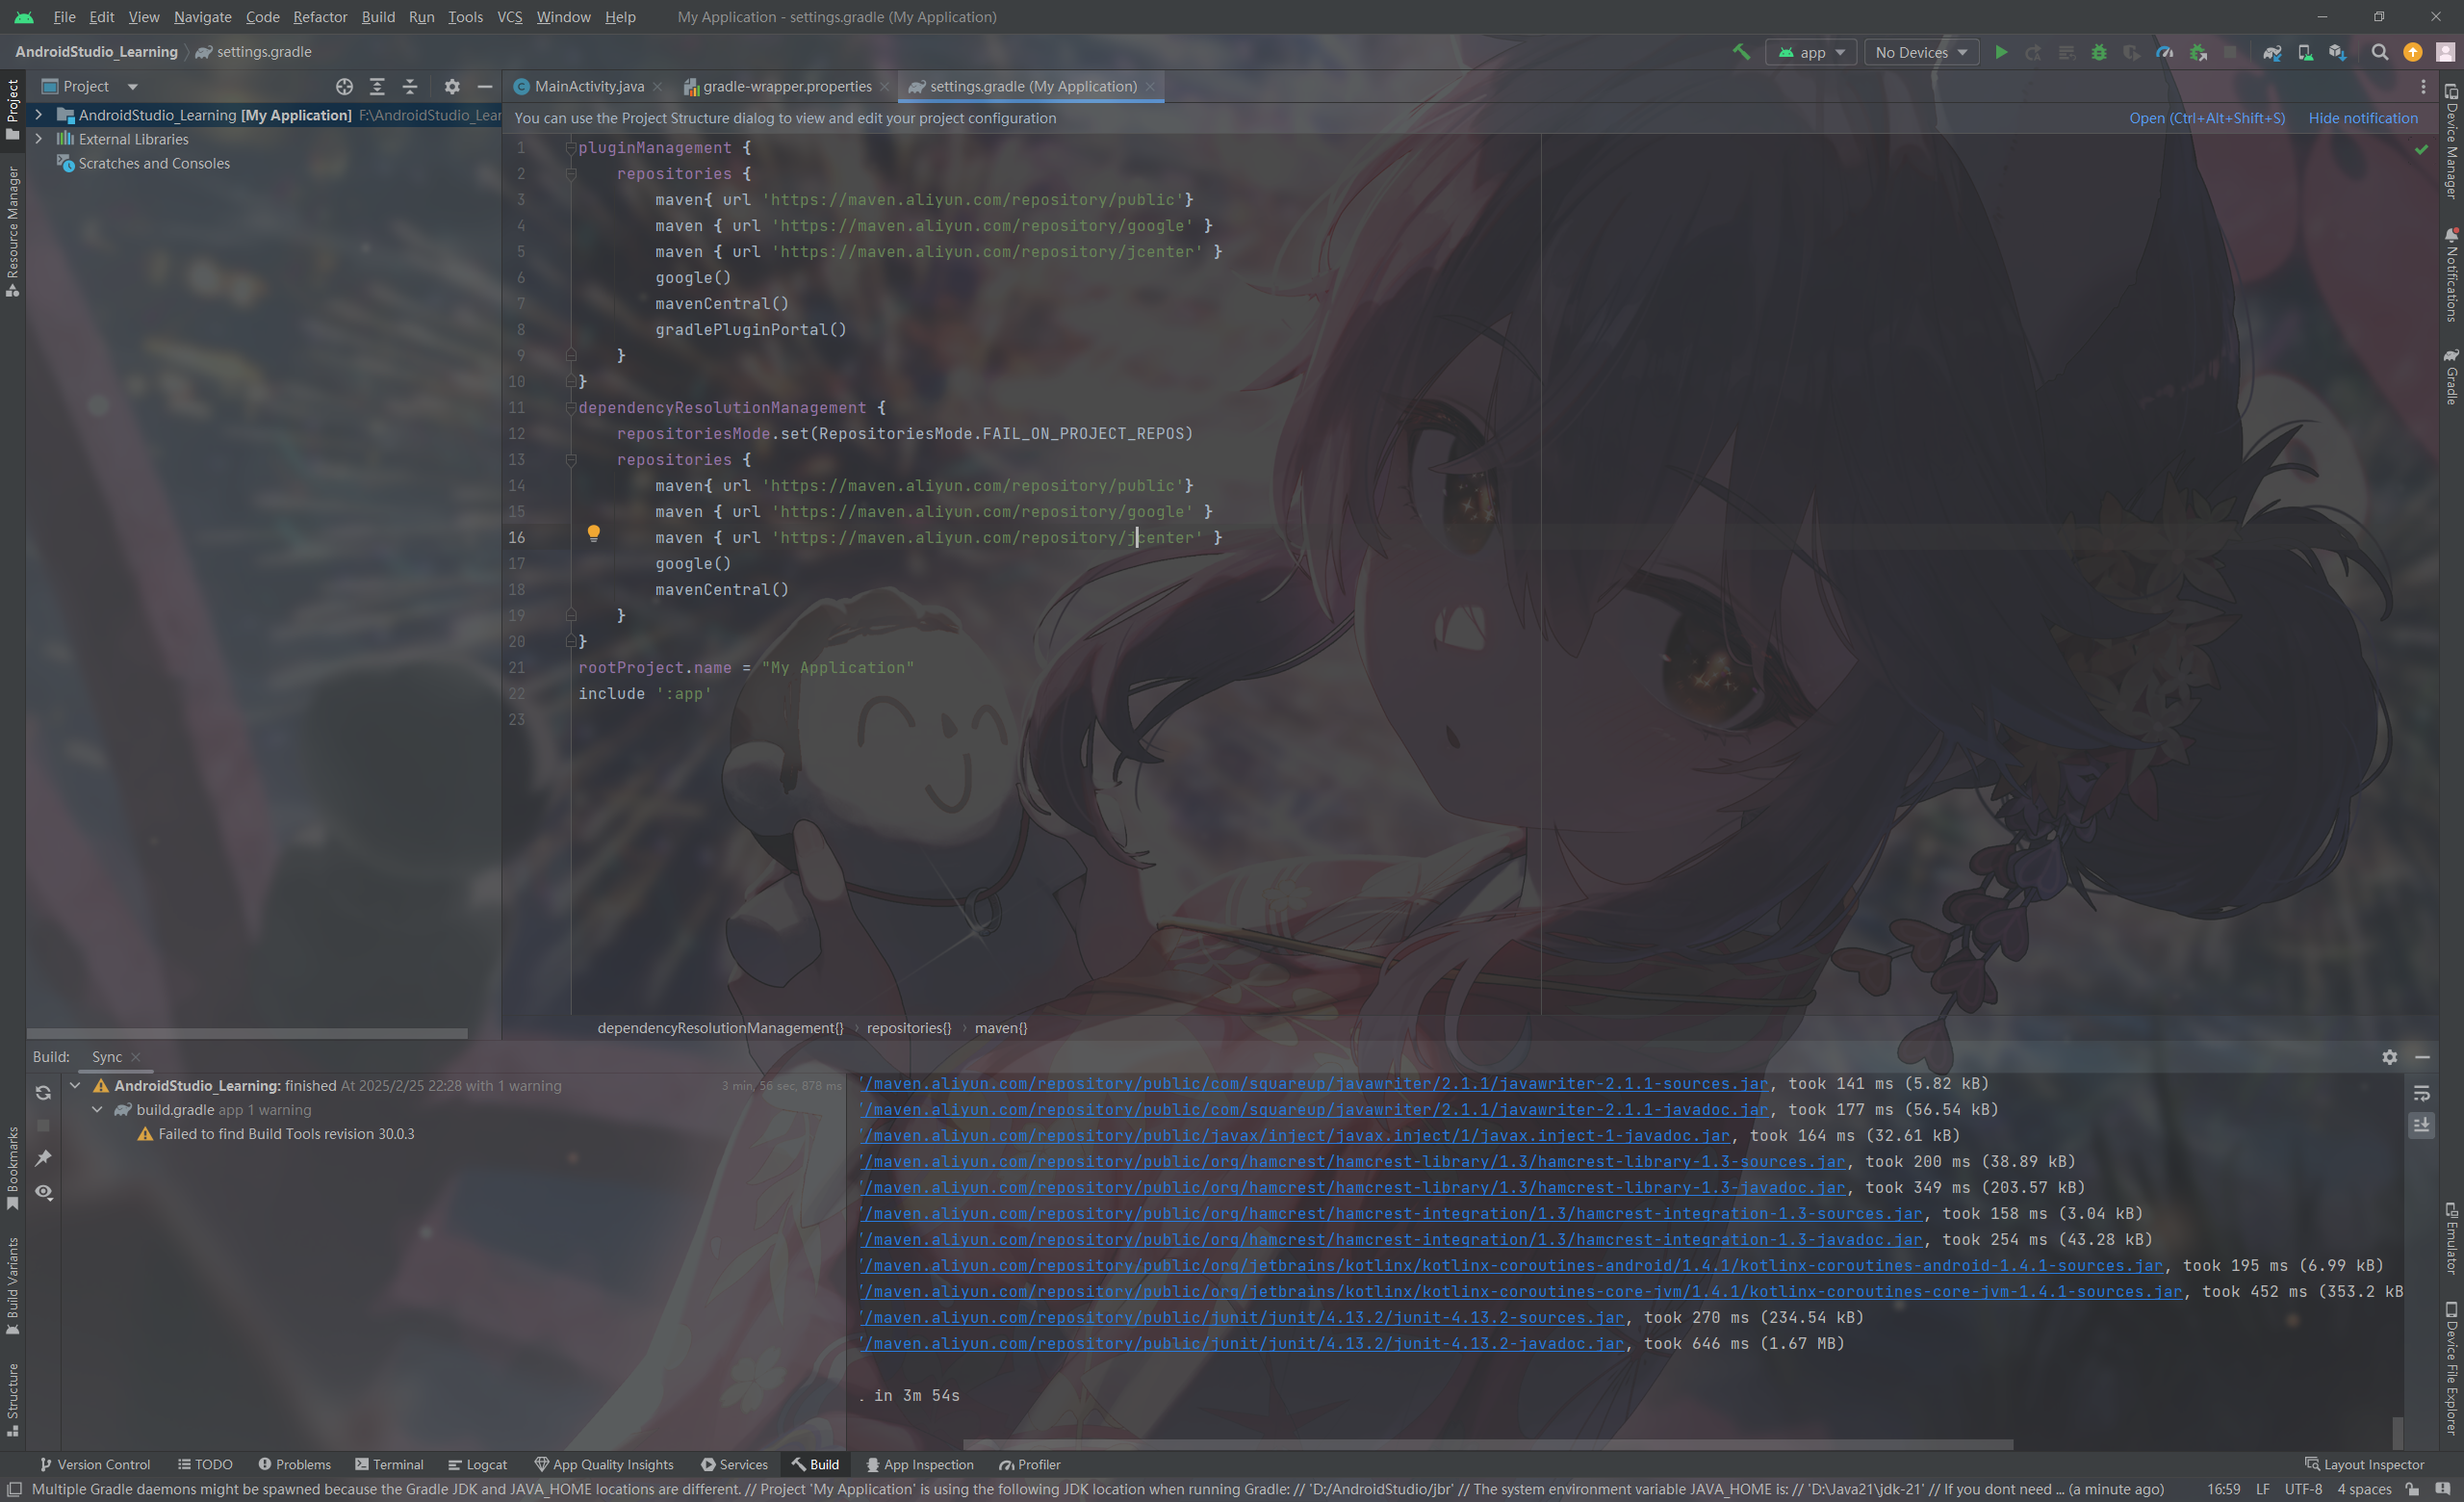 File Edit View Navigate Code Refactor Build Run Tools VCS Window Help My Application - settings.gradle (My Application)
AndroidStudio_Learning settings.gradle app No Devices
Project MainActivity.java gradle-wrapper.properties settings.gradle (My Application)
AndroidStudio_Learning [My Application] F:\AndroidStudio_Lear
External Libraries
Scratches and Consoles
You can use the Project Structure dialog to view and edit your project configuration Open (Ctrl+Alt+Shift+S) Hide notification
1 pluginManagement {
2 repositories {
3 maven{ url 'https://maven.aliyun.com/repository/public'}
4 maven { url 'https://maven.aliyun.com/repository/google' }
5 maven { url 'https://maven.aliyun.com/repository/jcenter' }
6 google()
7 mavenCentral()
8 gradlePluginPortal()
9 }
10 }
11 dependencyResolutionManagement {
12 repositoriesMode.set(RepositoriesMode.FAIL_ON_PROJECT_REPOS)
13 repositories {
14 maven{ url 'https://maven.aliyun.com/repository/public'}
15 maven { url 'https://maven.aliyun.com/repository/google' }
16 maven { url 'https://maven.aliyun.com/repository/jcenter' }
17 google()
18 mavenCentral()
19 }
20 }
21 rootProject.name = "My Application"
22 include ':app'
23
dependencyResolutionManagement{} › repositories{} › maven{}
Project
Resource Manager
Bookmarks
Build Variants
Structure
Device Manager
Notifications
Gradle
Emulator
Device File Explorer
Build: Sync
AndroidStudio_Learning: finished At 2025/2/25 22:28 with 1 warning 3 min, 56 sec, 878 ms
build.gradle app 1 warning
Failed to find Build Tools revision 30.0.3
'/maven.aliyun.com/repository/public/com/squareup/javawriter/2.1.1/javawriter-2.1.1-sources.jar, took 141 ms (5.82 kB)
'/maven.aliyun.com/repository/public/com/squareup/javawriter/2.1.1/javawriter-2.1.1-javadoc.jar, took 177 ms (56.54 kB)
'/maven.aliyun.com/repository/public/javax/inject/javax.inject/1/javax.inject-1-javadoc.jar, took 164 ms (32.61 kB)
'/maven.aliyun.com/repository/public/org/hamcrest/hamcrest-library/1.3/hamcrest-library-1.3-sources.jar, took 200 ms (38.89 kB)
'/maven.aliyun.com/repository/public/org/hamcrest/hamcrest-library/1.3/hamcrest-library-1.3-javadoc.jar, took 349 ms (203.57 kB)
'/maven.aliyun.com/repository/public/org/hamcrest/hamcrest-integration/1.3/hamcrest-integration-1.3-sources.jar, took 158 ms (3.04 kB)
'/maven.aliyun.com/repository/public/org/hamcrest/hamcrest-integration/1.3/hamcrest-integration-1.3-javadoc.jar, took 254 ms (43.28 kB)
'/maven.aliyun.com/repository/public/org/jetbrains/kotlinx/kotlinx-coroutines-android/1.4.1/kotlinx-coroutines-android-1.4.1-sources.jar, took 195 ms (6.99 kB)
'/maven.aliyun.com/repository/public/org/jetbrains/kotlinx/kotlinx-coroutines-core-jvm/1.4.1/kotlinx-coroutines-core-jvm-1.4.1-sources.jar, took 452 ms (353.2 kB
'/maven.aliyun.com/repository/public/junit/junit/4.13.2/junit-4.13.2-sources.jar, took 270 ms (234.54 kB)
'/maven.aliyun.com/repository/public/junit/junit/4.13.2/junit-4.13.2-javadoc.jar, took 646 ms (1.67 MB)
in 3m 54s
Version Control TODO Problems Terminal Logcat App Quality Insights Services Build App Inspection Profiler Layout Inspector
Multiple Gradle daemons might be spawned because the Gradle JDK and JAVA_HOME locations are different. // Project 'My Application' is using the following JDK location when running Gradle: // 'D:/AndroidStudio/jbr' // The system environment variable JAVA_HOME is: // 'D:\Java21\jdk-21' // If you dont need ... (a minute ago) 16:59 LF UTF-8 4 spaces